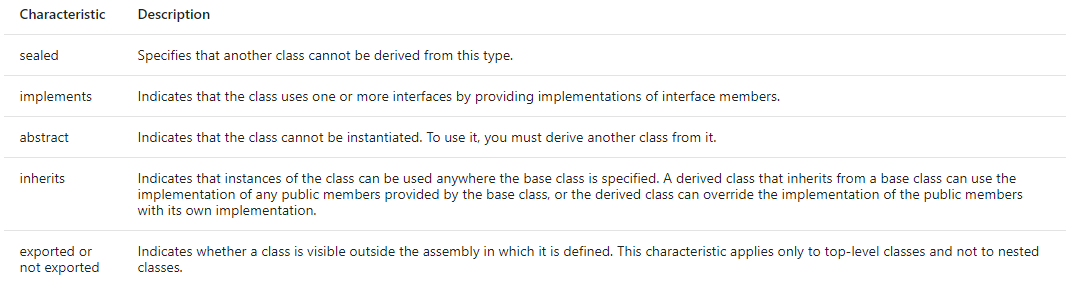 Characteristic Description
sealed Specifies that another class cannot be derived from this type.
implements Indicates that the class uses one or more interfaces by providing implementations of interface members.
abstract Indicates that the class cannot be instantiated. To use it, you must derive another class from it.
inherits Indicates that instances of the class can be used anywhere the base class is specified. A derived class that inherits from a base class can use the
implementation of any public members provided by the base class, or the derived class can override the implementation of the public members
with its own implementation.
exported or Indicates whether a class is visible outside the assembly in which it is defined. This characteristic applies only to top-level classes and not to nested
not exported classes.